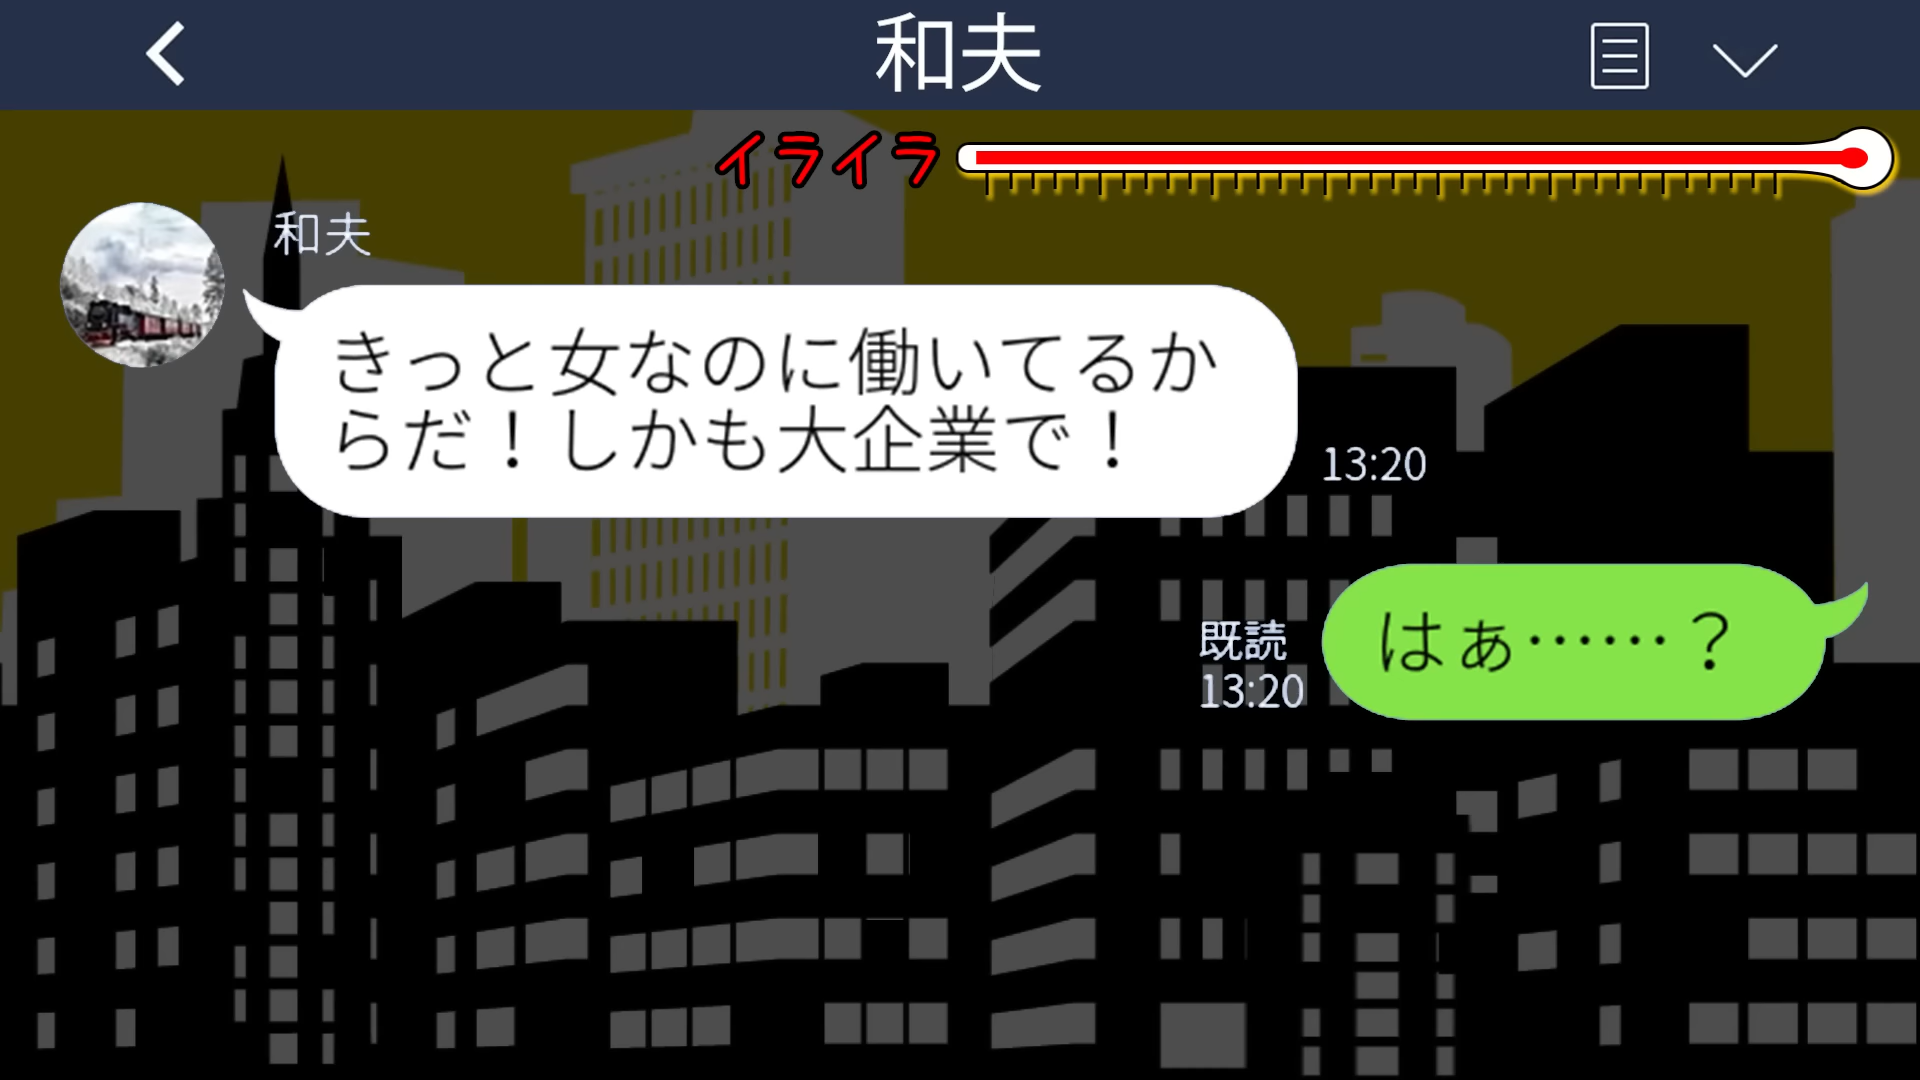 和夫
イライラ
和夫
きっと女なのに働いてるか
らだ！しかも大企業で！
13:20
はぁ……？
既読
13:20